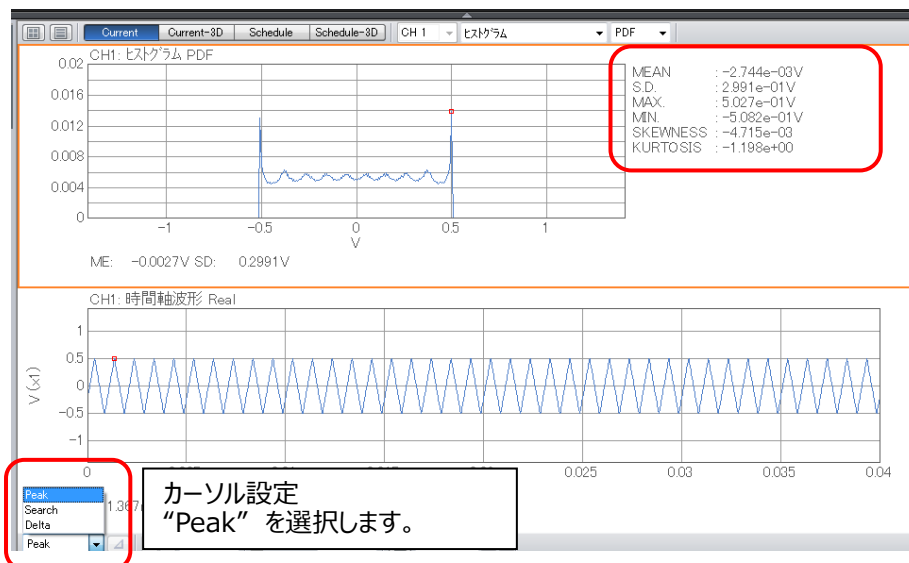 Current Current-3D Schedule Schedule-3D CH 1 ヒストグラム PDF
CH1: ヒストグラム PDF
0.02
0.016
0.012
0.008
0.004
0
-1 -0.5 0 0.5 1
V
ME: -0.0027V SD: 0.2991V
MEAN : -2.744e-03V
S.D. : 2.991e-01V
MAX. : 5.027e-01V
MIN. : -5.082e-01V
SKEWNESS : -4.715e-03
KURTOSIS : -1.198e+00
CH1: 時間軸波形 Real
V (x1)
1
0.5
0
-0.5
-1
0 0.025 0.03 0.035 0.04
Peak
Search
Delta
Peak
カーソル設定
“Peak” を選択します。